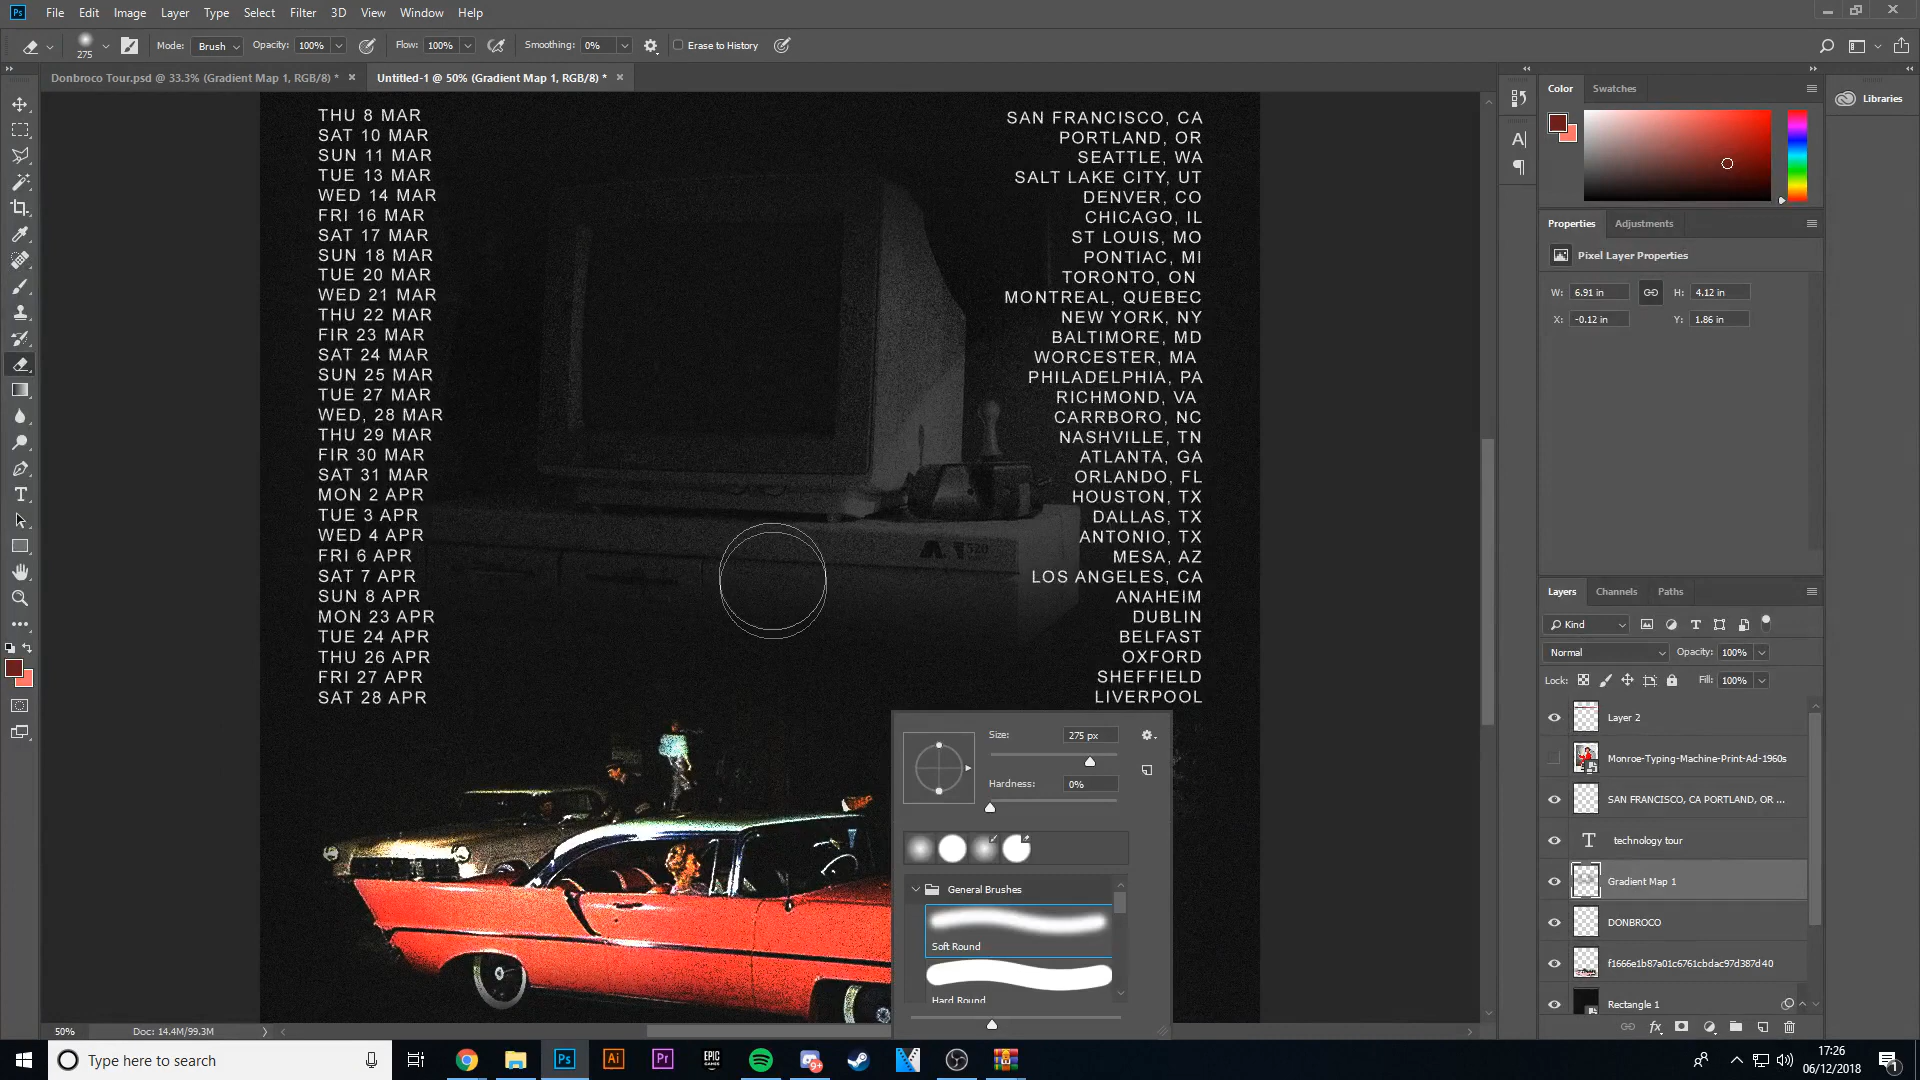 Ps File Edit Image Layer Type Select Filter 3D View Window Help
275 Mode: Brush Opacity: 100% Flow: 100% Smoothing: 0% Erase to History
Donbroco Tour.psd @ 33.3% (Gradient Map 1, RGB/8) * × Untitled-1 @ 50% (Gradient Map 1, RGB/8) * ×
THU 8 MAR
SAT 10 MAR
SUN 11 MAR
TUE 13 MAR
WED 14 MAR
FRI 16 MAR
SAT 17 MAR
SUN 18 MAR
TUE 20 MAR
WED 21 MAR
THU 22 MAR
FIR 23 MAR
SAT 24 MAR
SUN 25 MAR
TUE 27 MAR
WED, 28 MAR
THU 29 MAR
FIR 30 MAR
SAT 31 MAR
MON 2 APR
TUE 3 APR
WED 4 APR
FRI 6 APR
SAT 7 APR
SUN 8 APR
MON 23 APR
TUE 24 APR
THU 26 APR
FRI 27 APR
SAT 28 APR
SAN FRANCISCO, CA
PORTLAND, OR
SEATTLE, WA
SALT LAKE CITY, UT
DENVER, CO
CHICAGO, IL
ST LOUIS, MO
PONTIAC, MI
TORONTO, ON
MONTREAL, QUEBEC
NEW YORK, NY
BALTIMORE, MD
WORCESTER, MA
PHILADELPHIA, PA
RICHMOND, VA
CARRBORO, NC
NASHVILLE, TN
ATLANTA, GA
ORLANDO, FL
HOUSTON, TX
DALLAS, TX
ANTONIO, TX
MESA, AZ
LOS ANGELES, CA
ANAHEIM
DUBLIN
BELFAST
OXFORD
SHEFFIELD
LIVERPOOL
520
Size: 275 px
Hardness: 0%
General Brushes
Soft Round
Hard Round
Color Swatches
Libraries
Properties Adjustments
Pixel Layer Properties
W: 6.91 in H: 4.12 in
X: -0.12 in Y: 1.86 in
Layers Channels Paths
Kind
Normal Opacity: 100%
Lock: Fill: 100%
Layer 2
Monroe-Typing-Machine-Print-Ad-1960s
SAN FRANCISCO, CA PORTLAND, OR ...
technology tour
Gradient Map 1
DONBROCO
f1666e1b87a01c6761cbdac97d387d40
Rectangle 1
50% Doc: 14.4M/99.3M
Type here to search
Ps Ai Pr EPIC GAMES 9+
17:26
06/12/2018
1